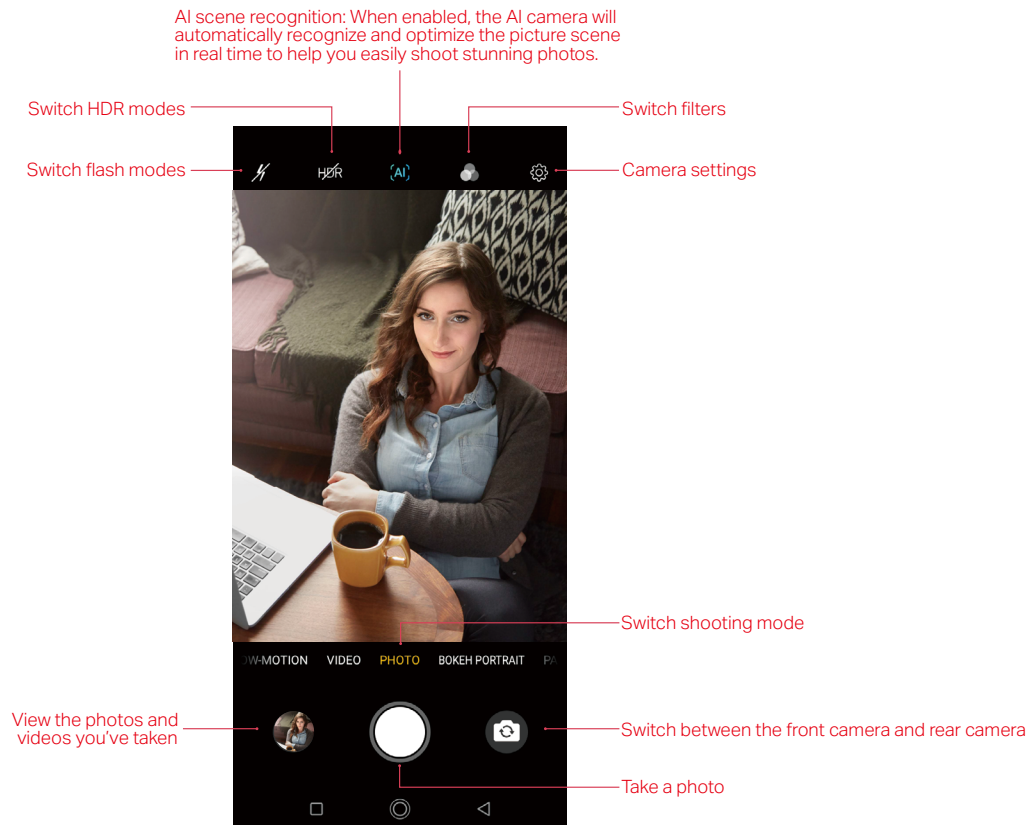 AI scene recognition: When enabled, the AI camera will
automatically recognize and optimize the picture scene
in real time to help you easily shoot stunning photos.
Switch HDR modes
Switch filters
Switch flash modes
Camera settings
HDR
AI
Switch shooting mode
OW-MOTION VIDEO PHOTO BOKEH PORTRAIT PA
View the photos and
videos you've taken
Switch between the front camera and rear camera
Take a photo